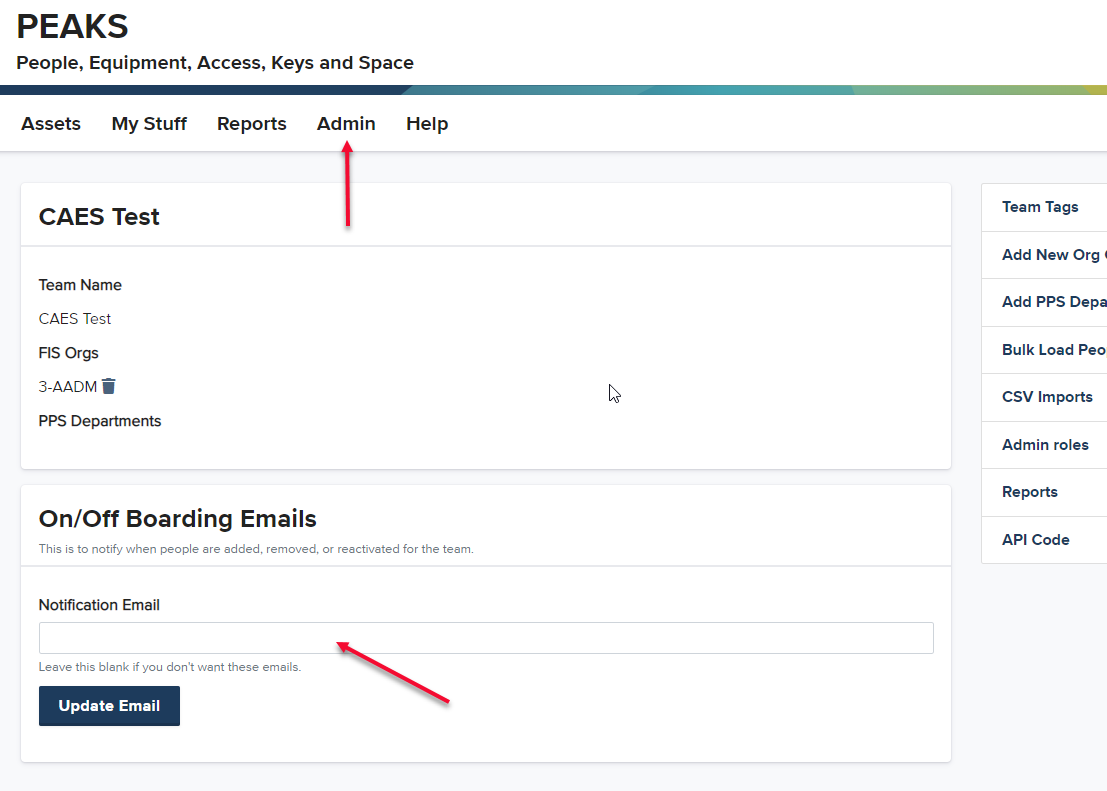 PEAKS
People, Equipment, Access, Keys and Space
Assets My Stuff Reports Admin Help
CAES Test
Team Name
CAES Test
FIS Orgs
3-AADM
PPS Departments
On/Off Boarding Emails
This is to notify when people are added, removed, or reactivated for the team.
Notification Email
Leave this blank if you don't want these emails.
Update Email
Team Tags
Add New Org
Add PPS Depa
Bulk Load Peo
CSV Imports
Admin roles
Reports
API Code